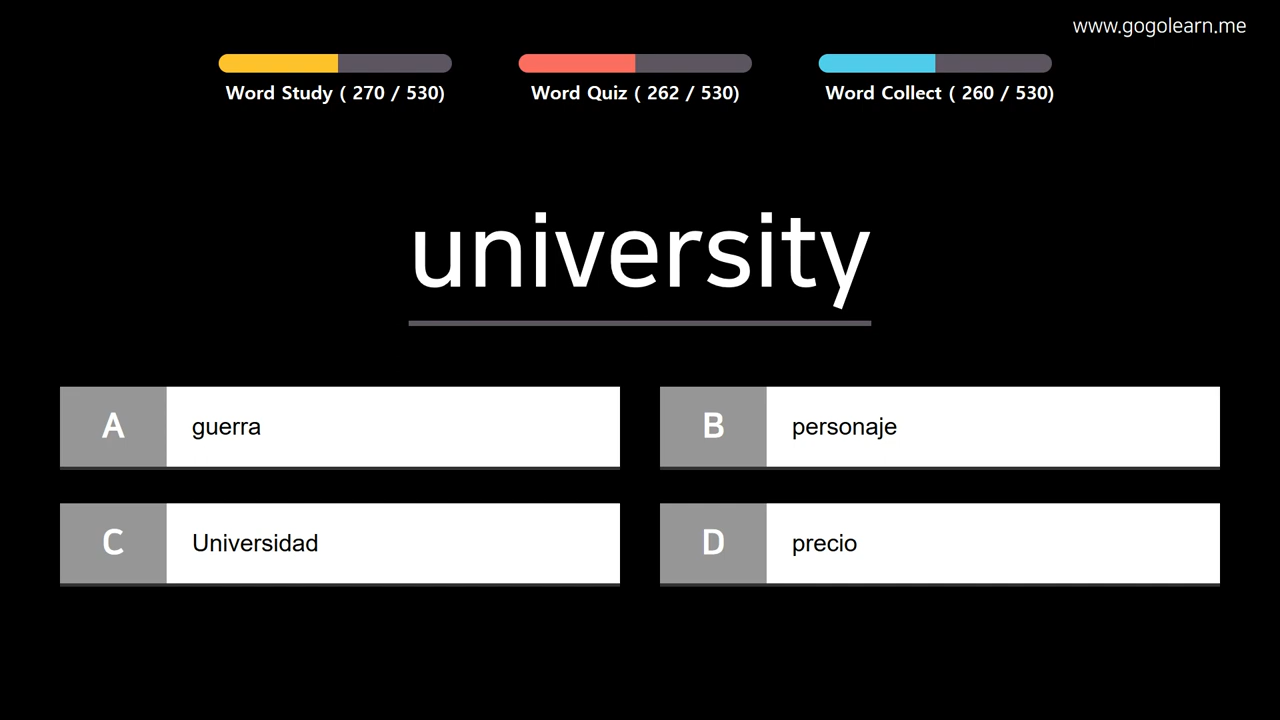 www.gogolearn.me
Word Study ( 270 / 530)
Word Quiz ( 262 / 530)
Word Collect ( 260 / 530)
university
A guerra
B personaje
C Universidad
D precio